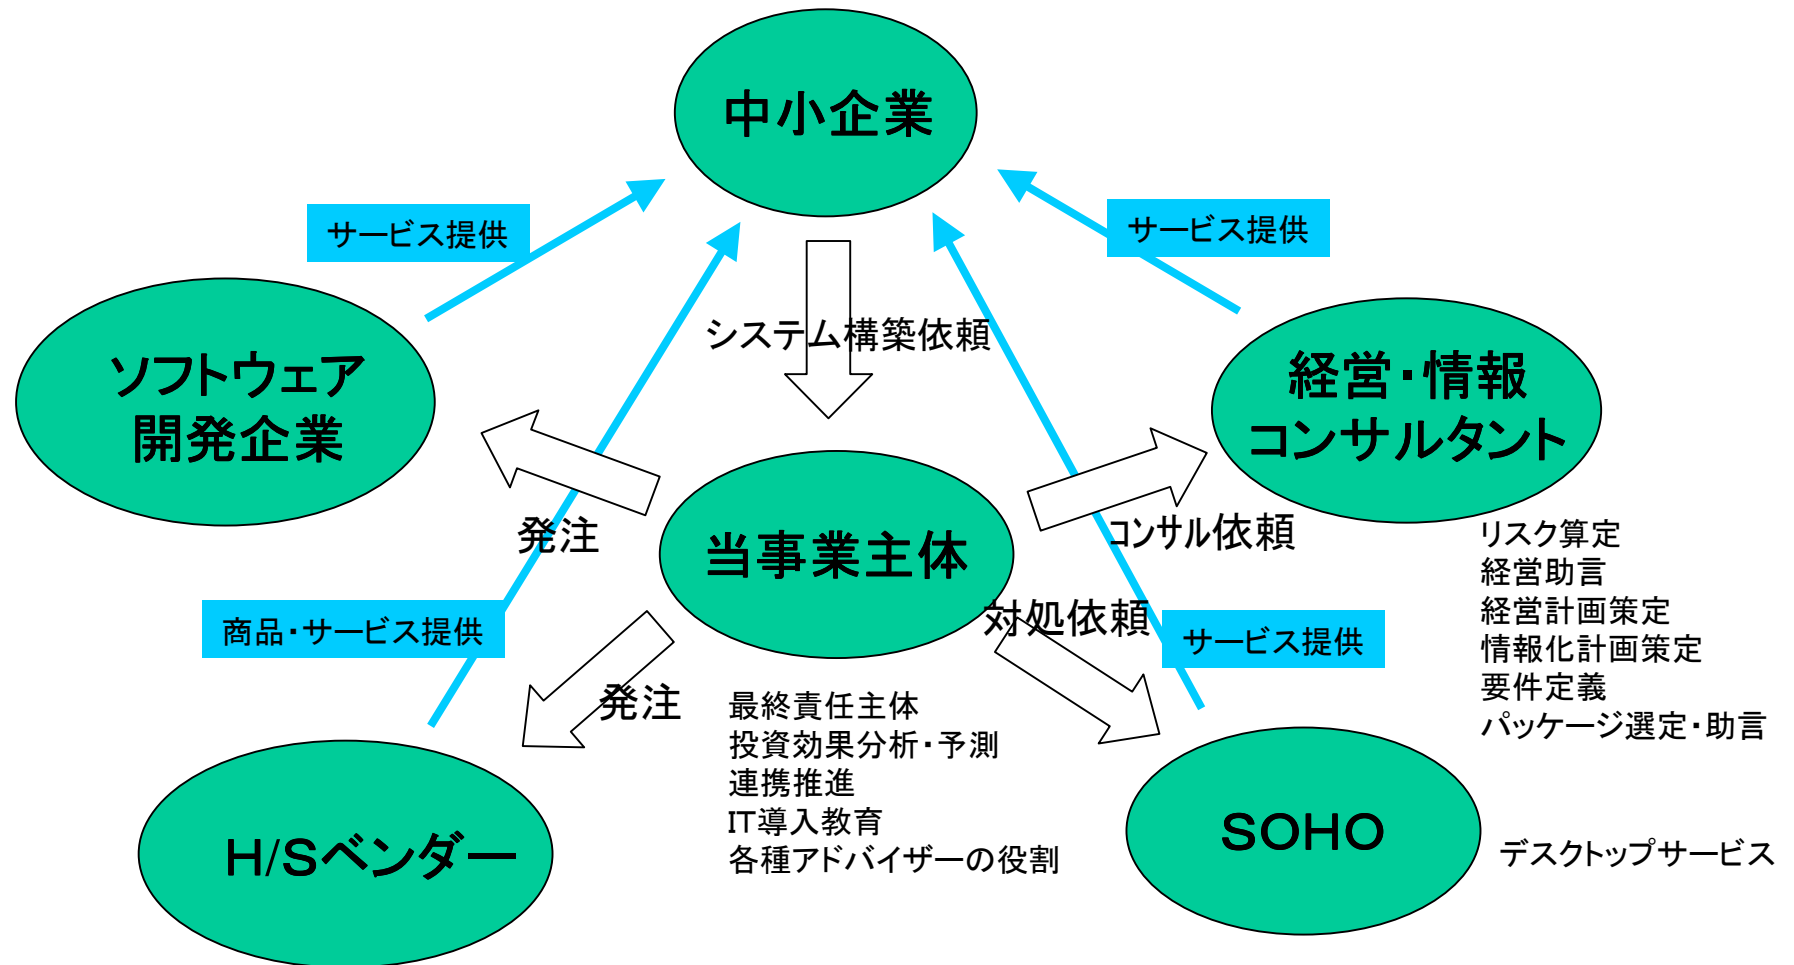 中小企業
サービス提供
サービス提供
システム構築依頼
ソフトウェア
開発企業
経営・情報
コンサルタント
発注
当事業主体
コンサル依頼
リスク算定
経営助言
経営計画策定
情報化計画策定
要件定義
パッケージ選定・助言
商品・サービス提供
対処依頼
サービス提供
発注
最終責任主体
投資効果分析・予測
連携推進
IT導入教育
各種アドバイザーの役割
H/Sベンダー
SOHO
デスクトップサービス